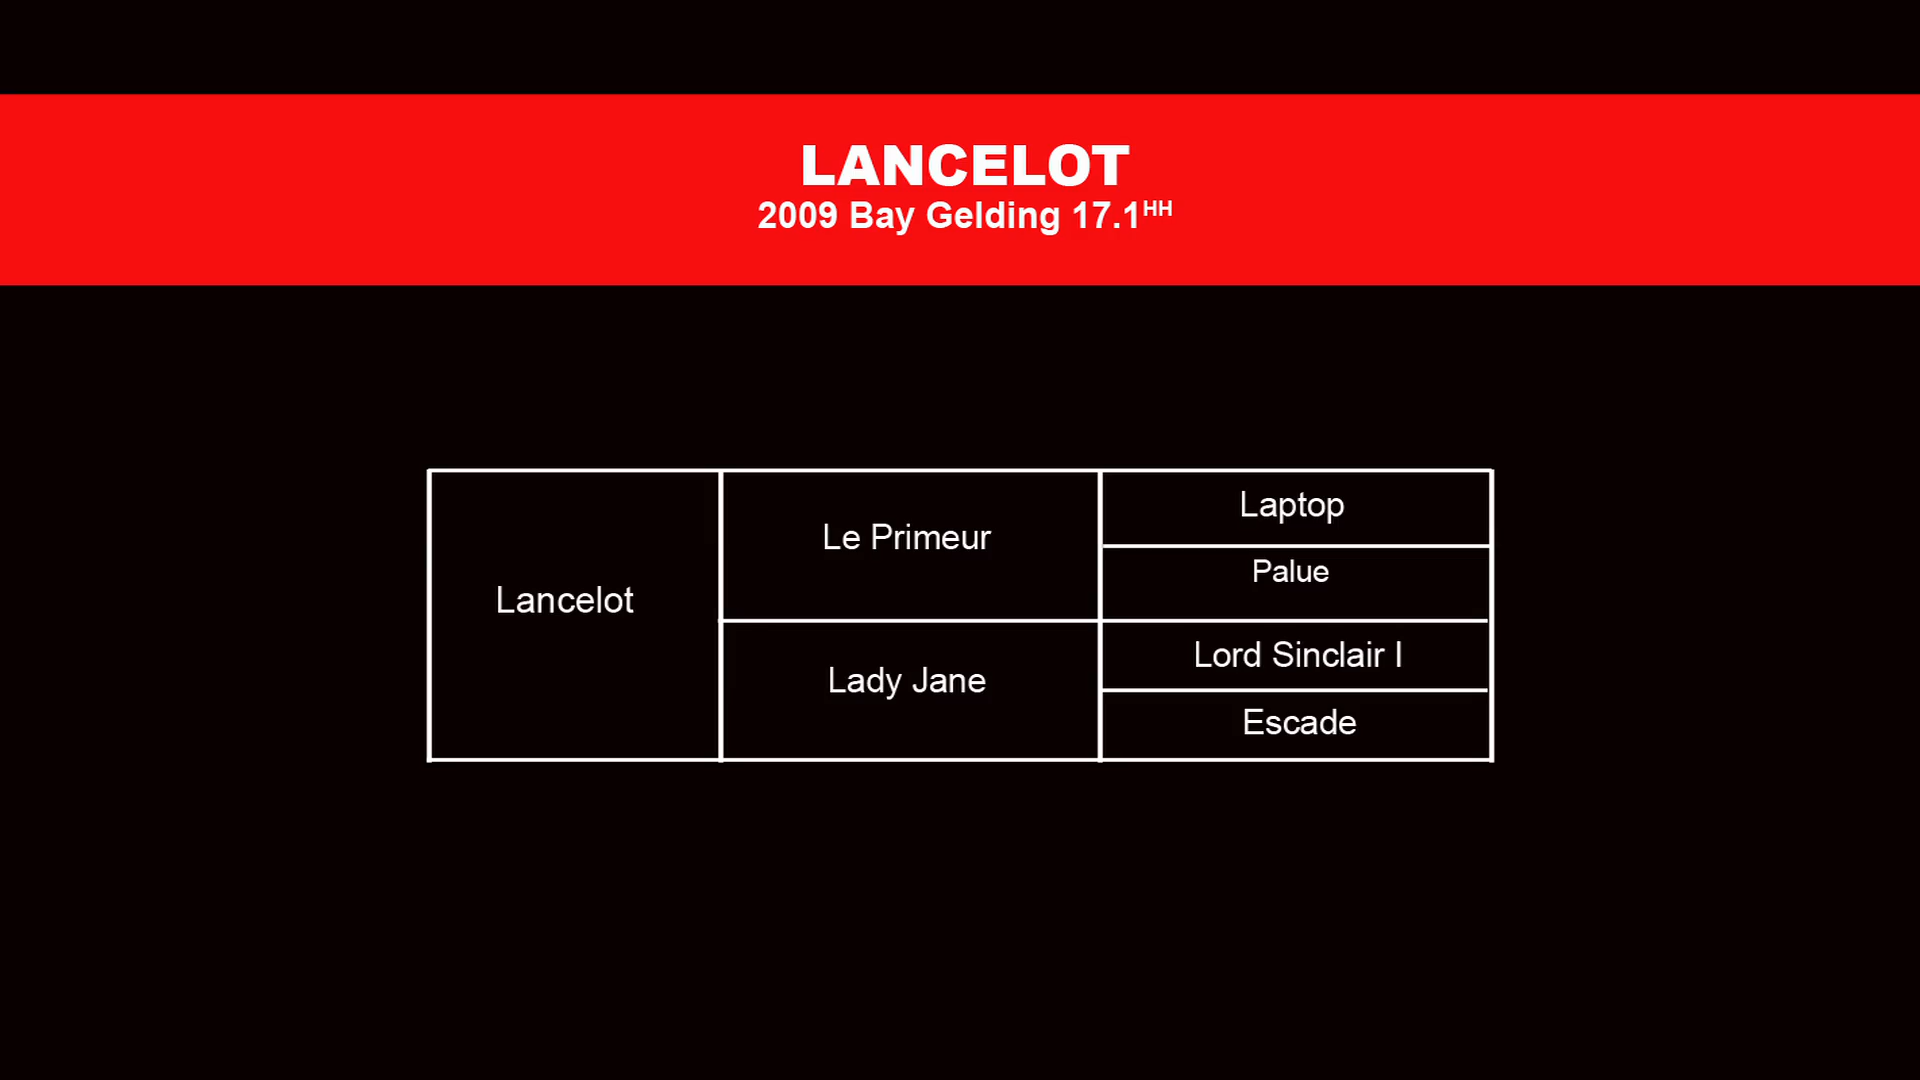 LANCELOT
2009 Bay Gelding 17.1HH
Laptop
Le Primeur
Palue
Lancelot
Lord Sinclair I
Lady Jane
Escade